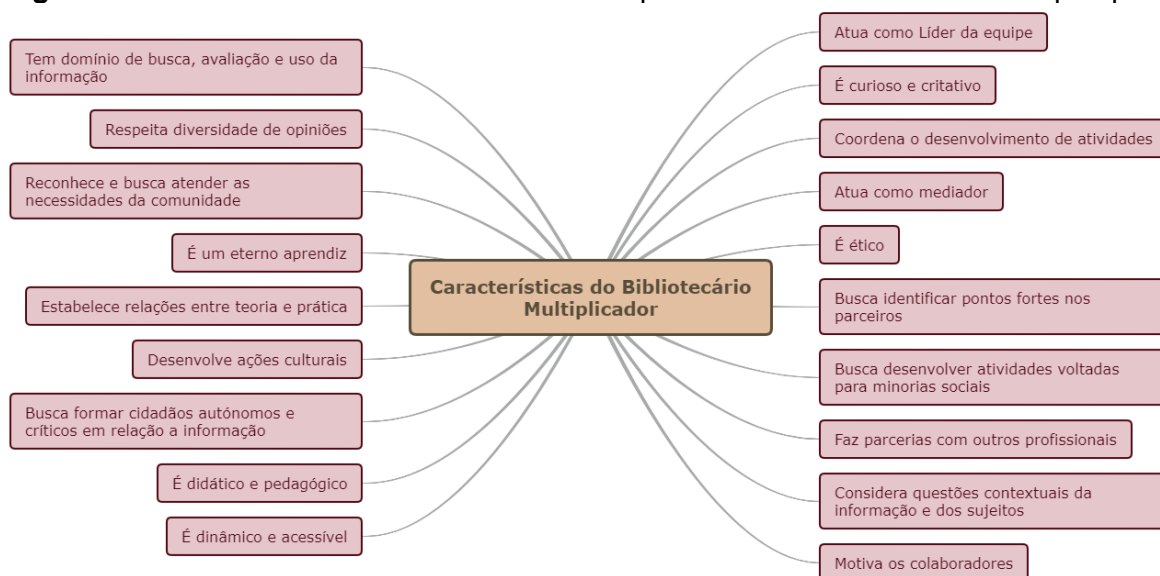 Tem domínio de busca, avaliação e uso da
informação
Respeita diversidade de opiniões
Reconhece e busca atender as
necessidades da comunidade
É um eterno aprendiz
Estabelece relações entre teoria e prática
Desenvolve ações culturais
Busca formar cidadãos autónomos e
críticos em relação a informação
É didático e pedagógico
É dinâmico e acessível
Características do Bibliotecário
Multiplicador
Atua como Líder da equipe
É curioso e critativo
Coordena o desenvolvimento de atividades
Atua como mediador
É ético
Busca identificar pontos fortes nos
parceiros
Busca desenvolver atividades voltadas
para minorias sociais
Faz parcerias com outros profissionais
Considera questões contextuais da
informação e dos sujeitos
Motiva os colaboradores